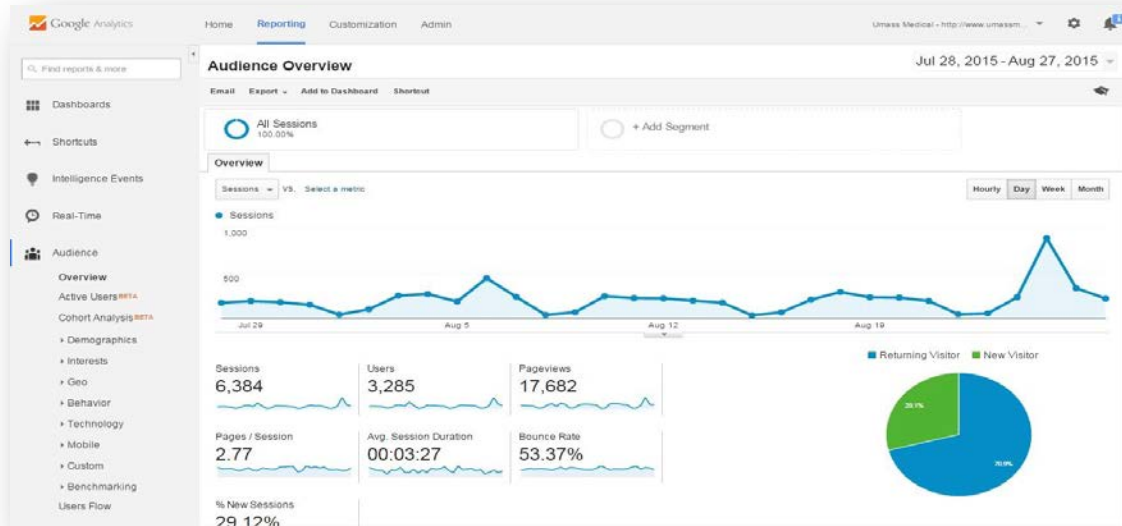 Google Analytics
Home Reporting Customization Admin
Umass Medical - http://www.umassm...
Find reports & more
Audience Overview
Jul 28, 2015 - Aug 27, 2015
Email Export Add to Dashboard Shortcut
Dashboards
Shortcuts
Intelligence Events
Real-Time
Audience
Overview
Active Users BETA
Cohort Analysis BETA
Demographics
Interests
Geo
Behavior
Technology
Mobile
Custom
Benchmarking
Users Flow
All Sessions
100.00%
+ Add Segment
Overview
Sessions VS. Select a metric
Hourly Day Week Month
Sessions
1,000
500
Jul 29 Aug 5 Aug 12 Aug 19
Returning Visitor New Visitor
29.1%
70.9%
Sessions
6,384
Users
3,285
Pageviews
17,682
Pages / Session
2.77
Avg. Session Duration
00:03:27
Bounce Rate
53.37%
% New Sessions
29.12%